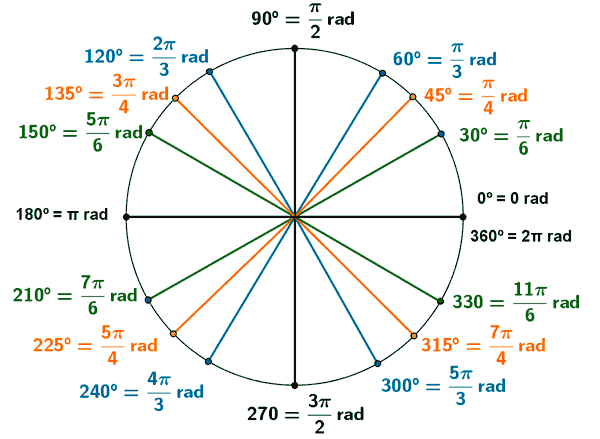 90º = π/2 rad
120º = 2π/3 rad
60º = π/3 rad
135º = 3π/4 rad
45º = π/4 rad
150º = 5π/6 rad
30º = π/6 rad
0º = 0 rad
180º = π rad
360º = 2π rad
210º = 7π/6 rad
330 = 11π/6 rad
225º = 5π/4 rad
315º = 7π/4 rad
240º = 4π/3 rad
300º = 5π/3 rad
270 = 3π/2 rad